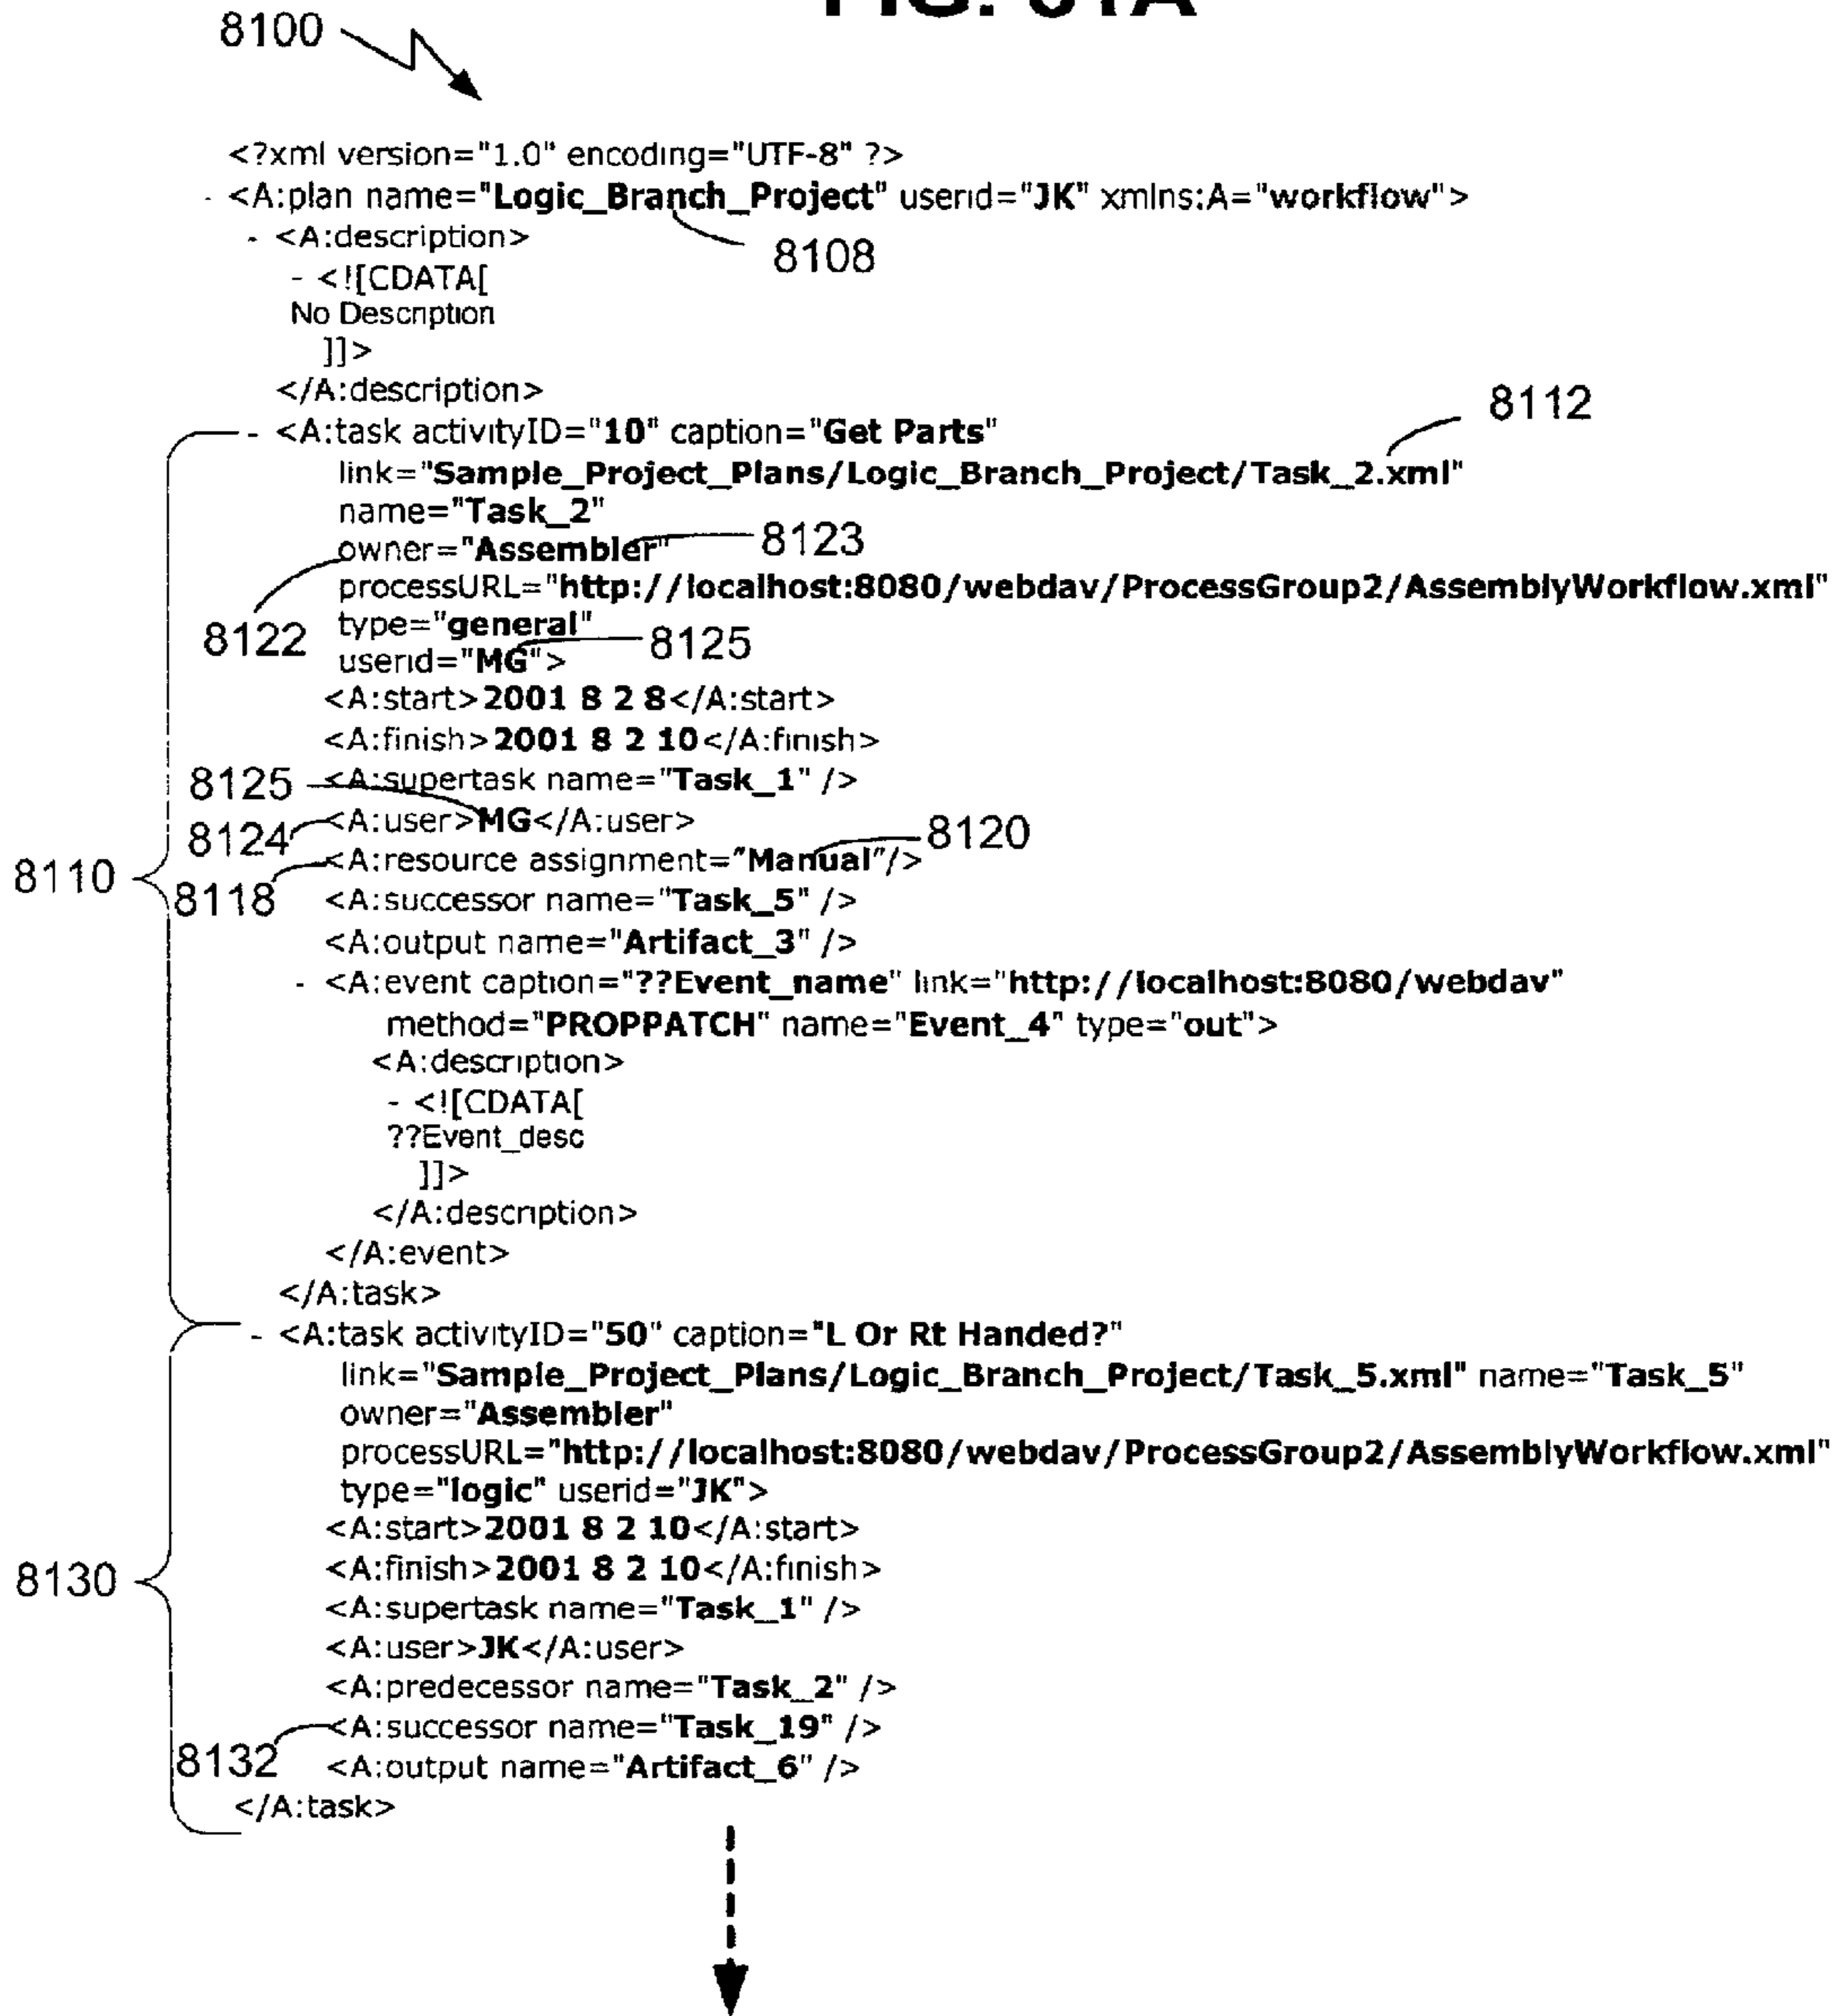 FIG. 81A
8100
<?xml version="1.0" encoding="UTF-8" ?>
- <A:plan name="Logic_Branch_Project" userid="JK" xmlns:A="workflow">
- <A:description>
8108
- <![CDATA[
No Description
]]>
</A:description>
8112
- <A:task activityID="10" caption="Get Parts"
link="Sample_Project_Plans/Logic_Branch_Project/Task_2.xml"
name="Task_2"
owner="Assembler" 8123
processURL="http://localhost:8080/webdav/ProcessGroup2/AssemblyWorkflow.xml"
8122 type="general"
userid="MG"> 8125
<A:start>2001 8 2 8</A:start>
<A:finish>2001 8 2 10</A:finish>
8125 <A:supertask name="Task_1" />
8124 <A:user>MG</A:user>
8110 8118 <A:resource assignment="Manual"/> 8120
<A:successor name="Task_5" />
<A:output name="Artifact_3" />
- <A:event caption="??Event_name" link="http://localhost:8080/webdav"
method="PROPPATCH" name="Event_4" type="out">
<A:description>
- <![CDATA[
??Event_desc
]]>
</A:description>
</A:event>
</A:task>
- <A:task activityID="50" caption="L Or Rt Handed?"
link="Sample_Project_Plans/Logic_Branch_Project/Task_5.xml" name="Task_5"
owner="Assembler"
processURL="http://localhost:8080/webdav/ProcessGroup2/AssemblyWorkflow.xml"
type="logic" userid="JK">
<A:start>2001 8 2 10</A:start>
8130 <A:finish>2001 8 2 10</A:finish>
<A:supertask name="Task_1" />
<A:user>JK</A:user>
<A:predecessor name="Task_2" />
8132 <A:successor name="Task_19" />
<A:output name="Artifact_6" />
</A:task>